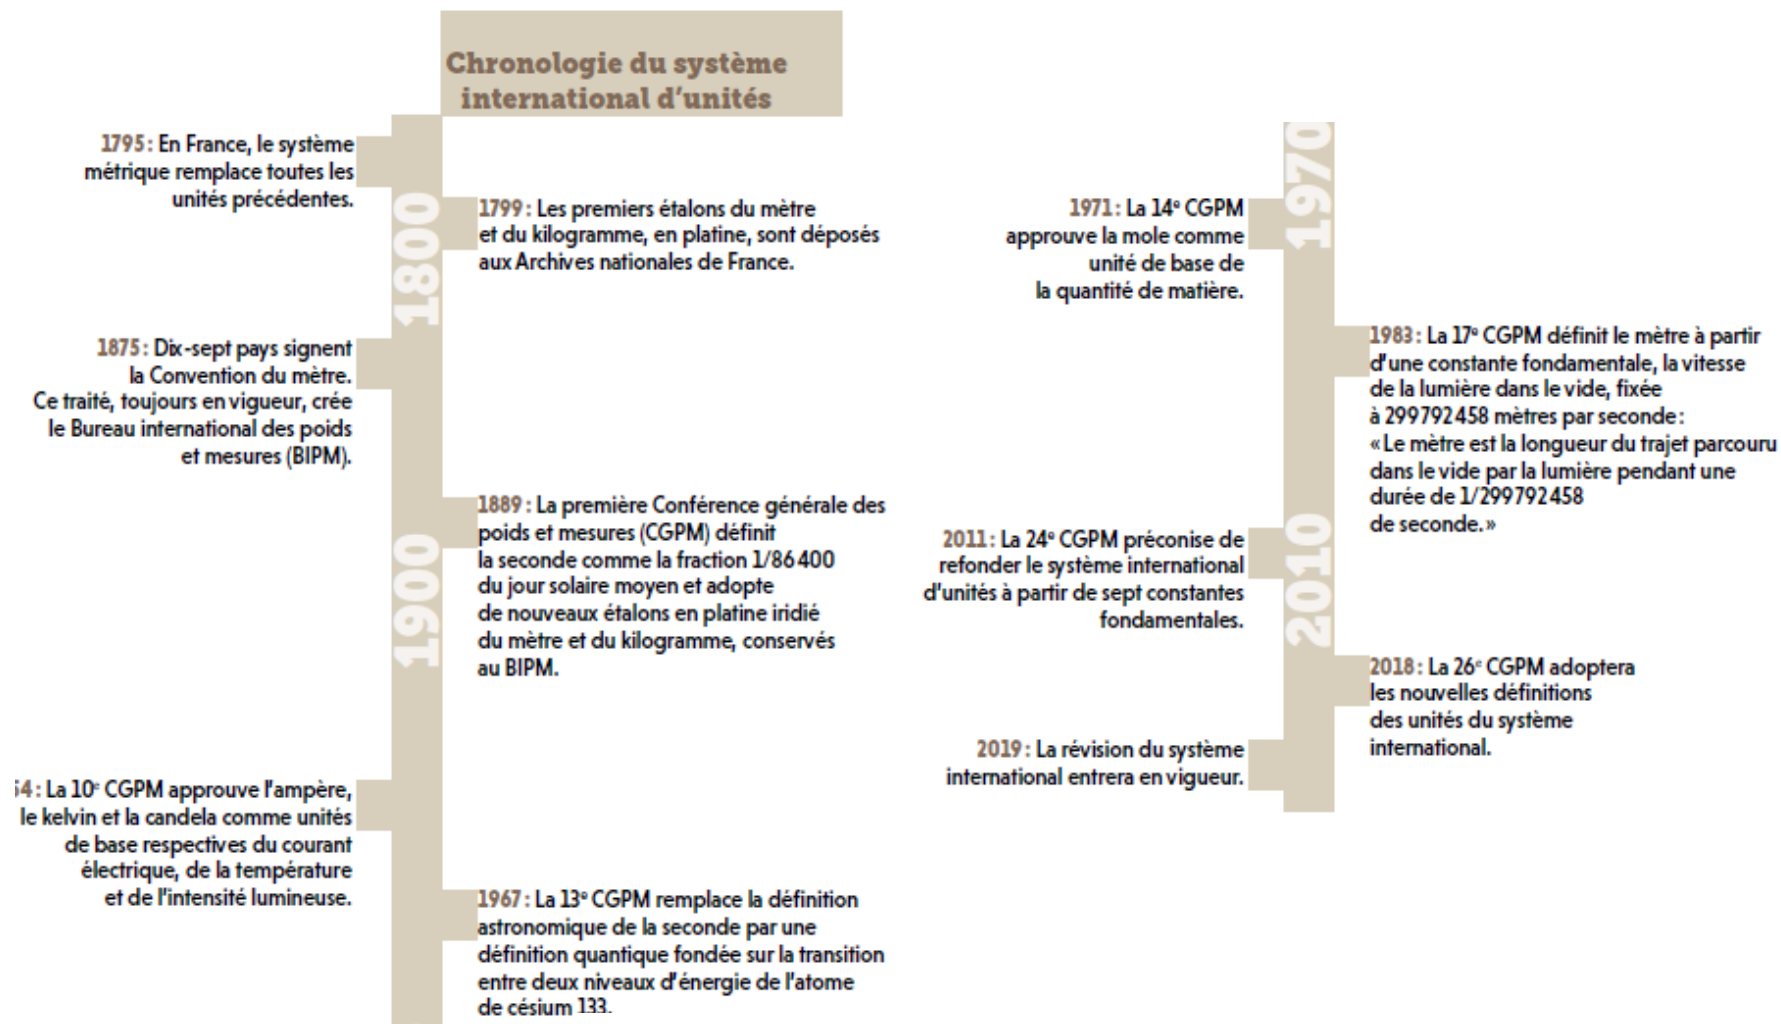 Chronologie du système
international d’unités
1795 : En France, le système
métrique remplace toutes les
unités précédentes.
1800
1799 : Les premiers étalons du mètre
et du kilogramme, en platine, sont déposés
aux Archives nationales de France.
1875 : Dix-sept pays signent
la Convention du mètre.
Ce traité, toujours en vigueur, crée
le Bureau international des poids
et mesures (BIPM).
1889 : La première Conférence générale des
poids et mesures (CGPM) définit
la seconde comme la fraction 1/86 400
du jour solaire moyen et adopte
de nouveaux étalons en platine iridié
du mètre et du kilogramme, conservés
au BIPM.
1900
54 : La 10e CGPM approuve l’ampère,
le kelvin et la candela comme unités
de base respectives du courant
électrique, de la température
et de l’intensité lumineuse.
1967 : La 13e CGPM remplace la définition
astronomique de la seconde par une
définition quantique fondée sur la transition
entre deux niveaux d’énergie de l’atome
de césium 133.
1970
1971 : La 14e CGPM
approuve la mole comme
unité de base de
la quantité de matière.
1983 : La 17e CGPM définit le mètre à partir
d’une constante fondamentale, la vitesse
de la lumière dans le vide, fixée
à 299 792 458 mètres par seconde :
« Le mètre est la longueur du trajet parcouru
dans le vide par la lumière pendant une
durée de 1/299 792 458
de seconde. »
2010
2011 : La 24e CGPM préconise de
refonder le système international
d’unités à partir de sept constantes
fondamentales.
2018 : La 26e CGPM adoptera
les nouvelles définitions
des unités du système
international.
2019 : La révision du système
international entrera en vigueur.